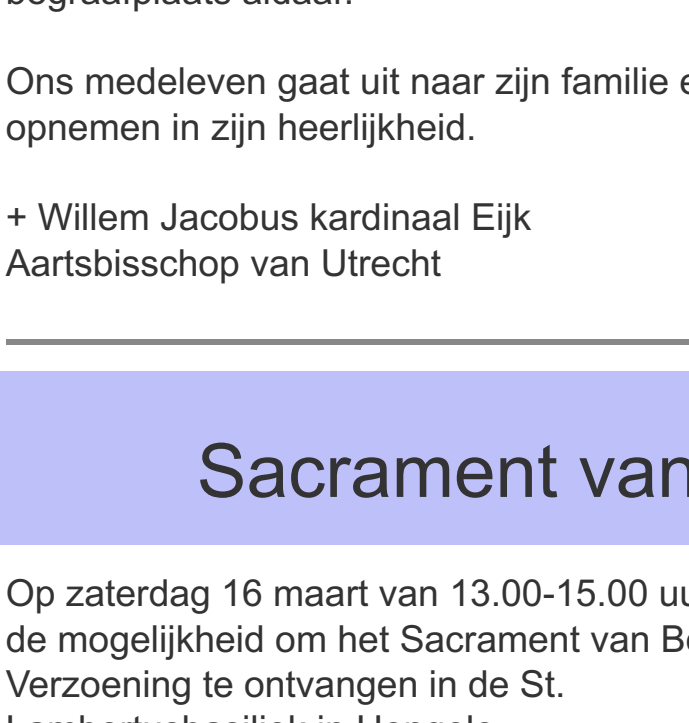 Ons medeleven gaat uit naar zijn familie
opnemen in zijn heerlijkheid.
+ Willem Jacobus kardinaal Eijk
Aartsbisschop van Utrecht
Sacrament van
Op zaterdag 16 maart van 13.00-15.00
de mogelijkheid om het Sacrament van
Verzoening te ontvangen in de St.